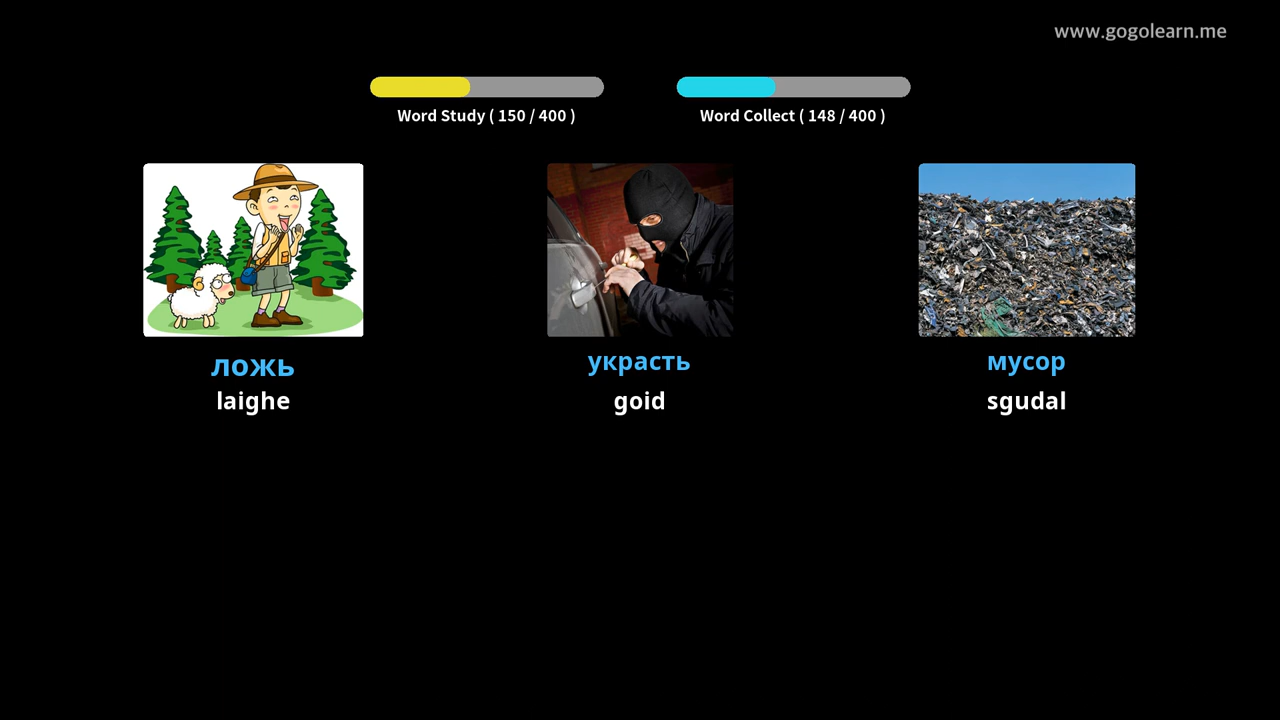 www.gogolearn.me
Word Study ( 150 / 400 )
Word Collect ( 148 / 400 )
ложь
laighe
украсть
goid
мусор
sgudal